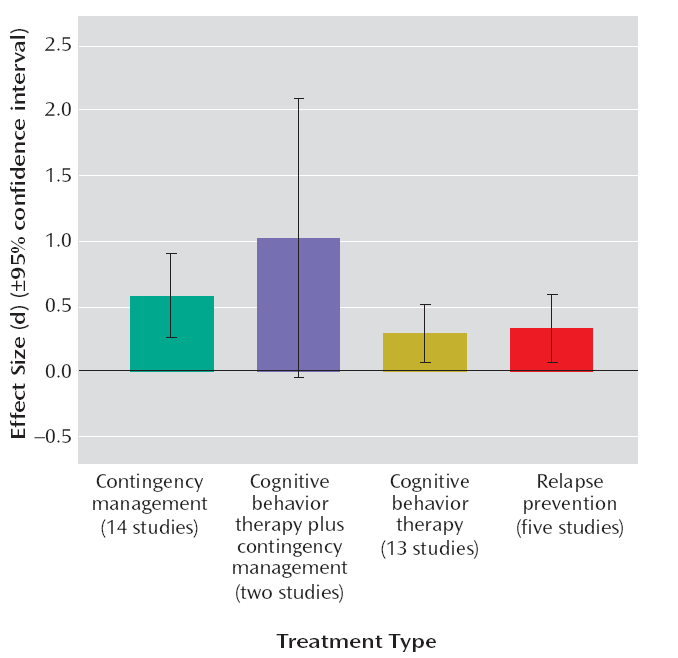 Effect Size (d) (±95% confidence interval)
2.5
2.0
1.5
1.0
0.5
0.0
–0.5
Contingency
management
(14 studies)
Cognitive
behavior
therapy plus
contingency
management
(two studies)
Cognitive
behavior
therapy
(13 studies)
Relapse
prevention
(five studies)
Treatment Type